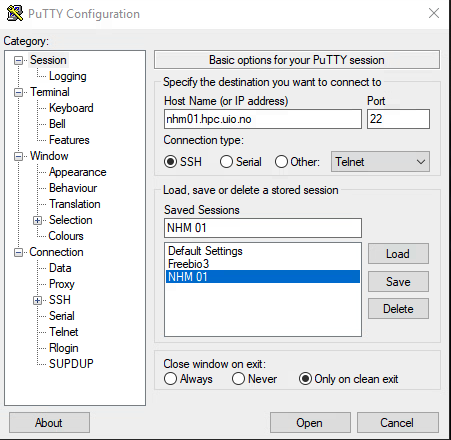 PuTTY Configuration
Category:
Session
Logging
Terminal
Keyboard
Bell
Features
Window
Appearance
Behaviour
Translation
Selection
Colours
Connection
Data
Proxy
SSH
Serial
Telnet
Rlogin
SUPDUP
Basic options for your PuTTY session
Specify the destination you want to connect to
Host Name (or IP address) Port
nhm01.hpc.uio.no 22
Connection type:
SSH Serial Other: Telnet
Load, save or delete a stored session
Saved Sessions
NHM 01
Default Settings
Freebio3
NHM 01
Load
Save
Delete
Close window on exit:
Always Never Only on clean exit
About Open Cancel